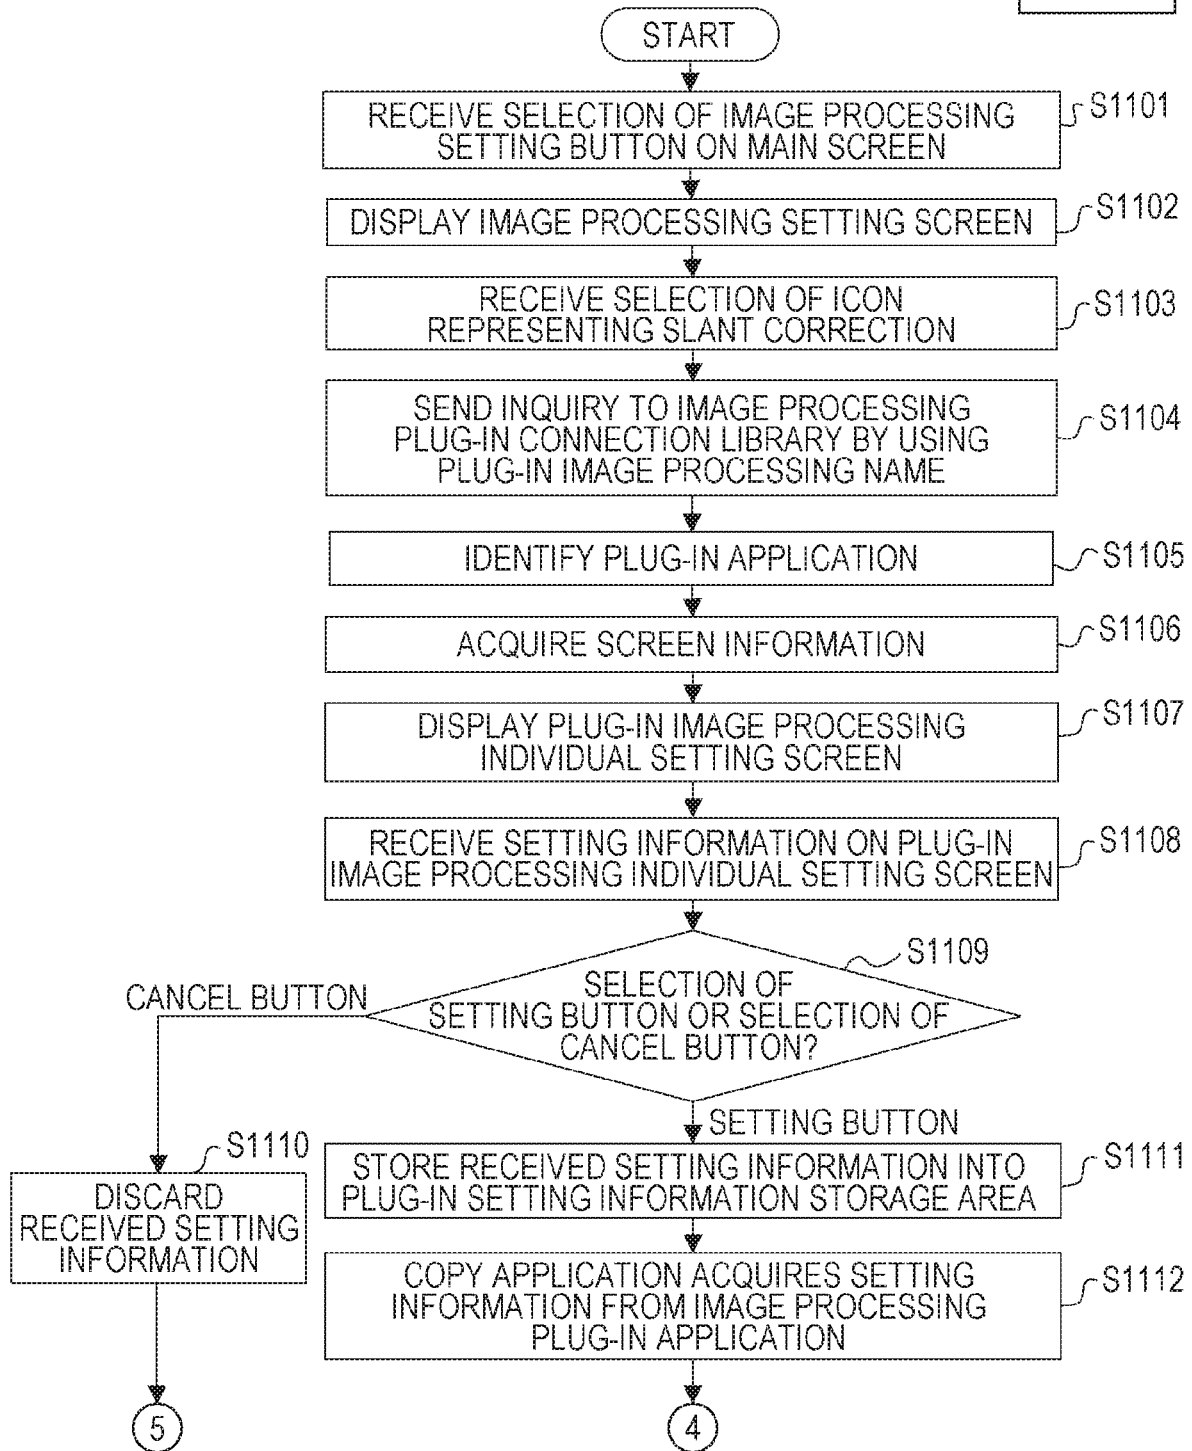 START
RECEIVE SELECTION OF IMAGE PROCESSING
SETTING BUTTON ON MAIN SCREEN
S1101
DISPLAY IMAGE PROCESSING SETTING SCREEN
S1102
RECEIVE SELECTION OF ICON
REPRESENTING SLANT CORRECTION
S1103
SEND INQUIRY TO IMAGE PROCESSING
PLUG-IN CONNECTION LIBRARY BY USING
PLUG-IN IMAGE PROCESSING NAME
S1104
IDENTIFY PLUG-IN APPLICATION
S1105
ACQUIRE SCREEN INFORMATION
S1106
DISPLAY PLUG-IN IMAGE PROCESSING
INDIVIDUAL SETTING SCREEN
S1107
RECEIVE SETTING INFORMATION ON PLUG-IN
IMAGE PROCESSING INDIVIDUAL SETTING SCREEN
S1108
S1109
SELECTION OF
SETTING BUTTON OR SELECTION OF
CANCEL BUTTON?
CANCEL BUTTON
SETTING BUTTON
S1110
DISCARD
RECEIVED SETTING
INFORMATION
STORE RECEIVED SETTING INFORMATION INTO
PLUG-IN SETTING INFORMATION STORAGE AREA
S1111
COPY APPLICATION ACQUIRES SETTING
INFORMATION FROM IMAGE PROCESSING
PLUG-IN APPLICATION
S1112
5
4